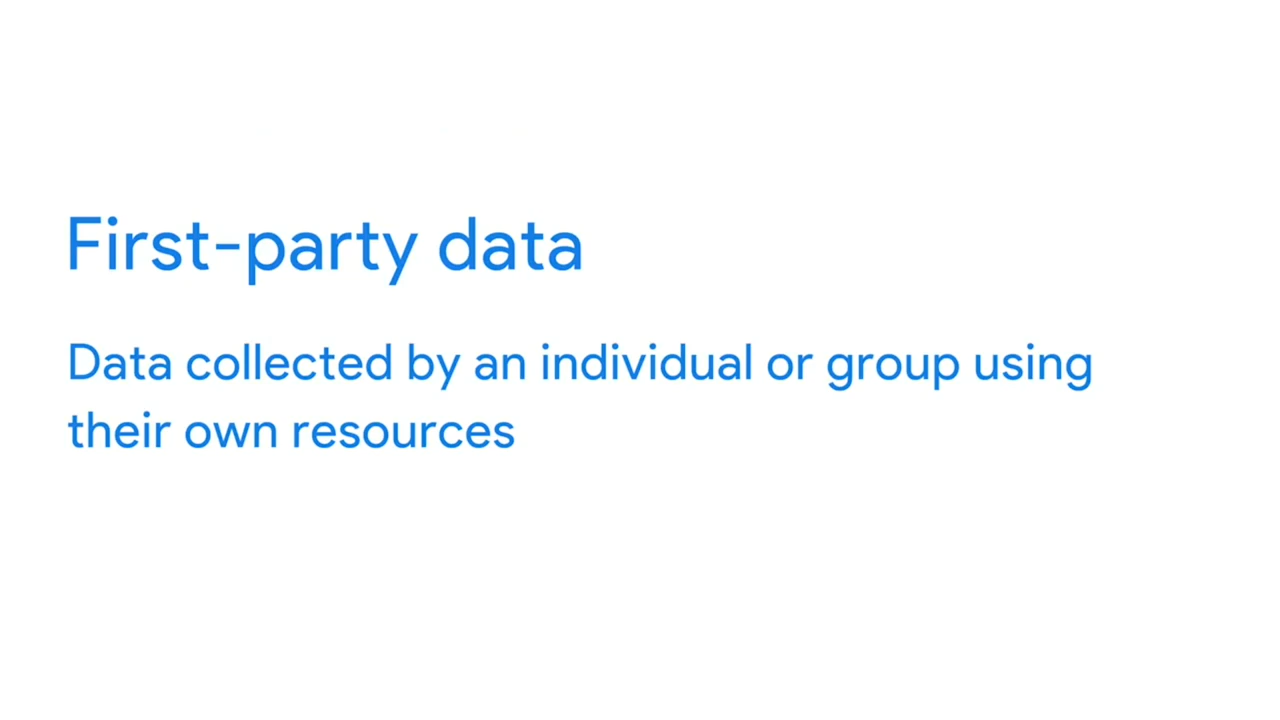 First-party data
Data collected by an individual or group using
their own resources